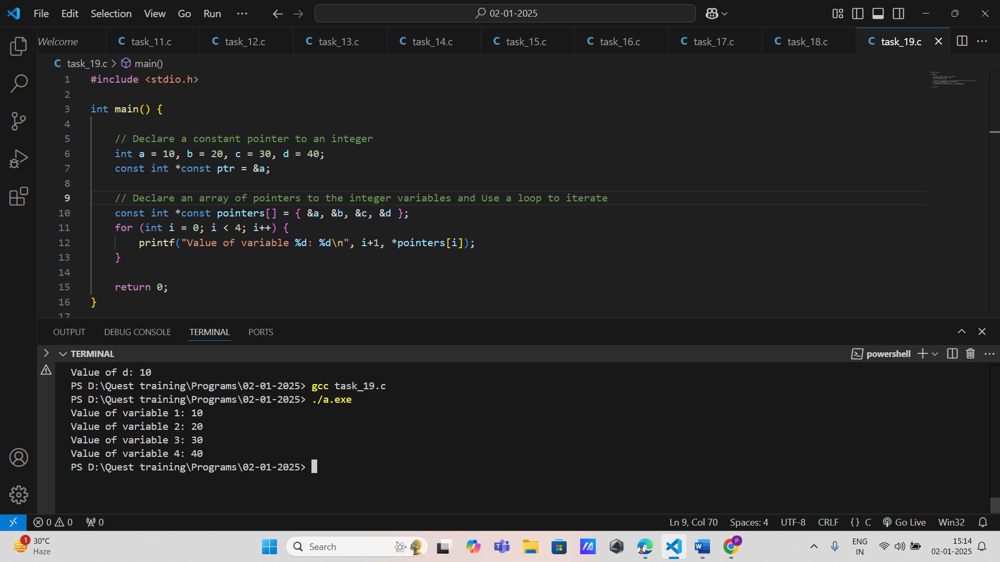 File Edit Selection View Go Run ··· 02-01-2025
Welcome C task_11.c C task_12.c C task_13.c C task_14.c C task_15.c C task_16.c C task_17.c C task_18.c C task_19.c
C task_19.c > main()
1 #include <stdio.h>
2
3 int main() {
4
5 // Declare a constant pointer to an integer
6 int a = 10, b = 20, c = 30, d = 40;
7 const int *const ptr = &a;
8
9 // Declare an array of pointers to the integer variables and Use a loop to iterate
10 const int *const pointers[] = { &a, &b, &c, &d };
11 for (int i = 0; i < 4; i++) {
12 printf("Value of variable %d: %d\n", i+1, *pointers[i]);
13 }
14
15 return 0;
16 }
17
OUTPUT DEBUG CONSOLE TERMINAL PORTS
TERMINAL powershell
Value of d: 10
PS D:\Quest training\Programs\02-01-2025> gcc task_19.c
PS D:\Quest training\Programs\02-01-2025> ./a.exe
Value of variable 1: 10
Value of variable 2: 20
Value of variable 3: 30
Value of variable 4: 40
PS D:\Quest training\Programs\02-01-2025>
0 0 0 Ln 9, Col 70 Spaces: 4 UTF-8 CRLF {} C Go Live Win32
1 30°C
Haze
Search
P
ENG
IN
15:14
02-01-2025